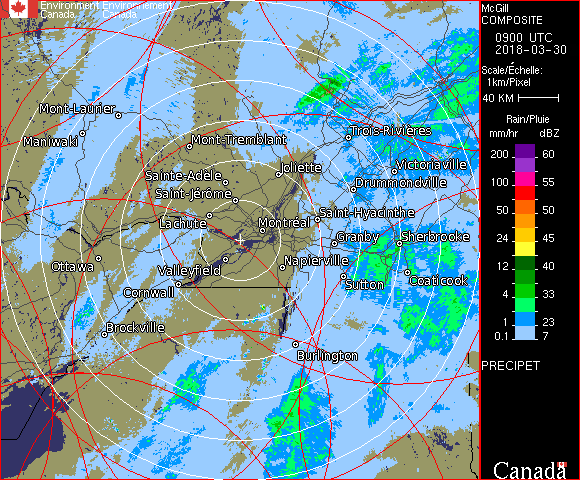 Environment Environnement
Canada Canada
McGill
COMPOSITE
0900 UTC
2018-03-30
Scale/Échelle:
1km/Pixel
40 KM
Rain/Pluie
mm/hr dBZ
200 60
100 55
50 50
24 45
12 40
4 33
1 23
0.1 7
PRECIPET
Canada
Mont-Laurier
Maniwaki
Mont-Tremblant
Trois-Rivières
Joliette
Victoriaville
Sainte-Adèle
Drummondville
Saint-Jérôme
Saint-Hyacinthe
Lachute
Montréal
Granby
Sherbrooke
Ottawa
Valleyfield
Napierville
Coaticook
Sutton
Cornwall
Brockville
Burlington